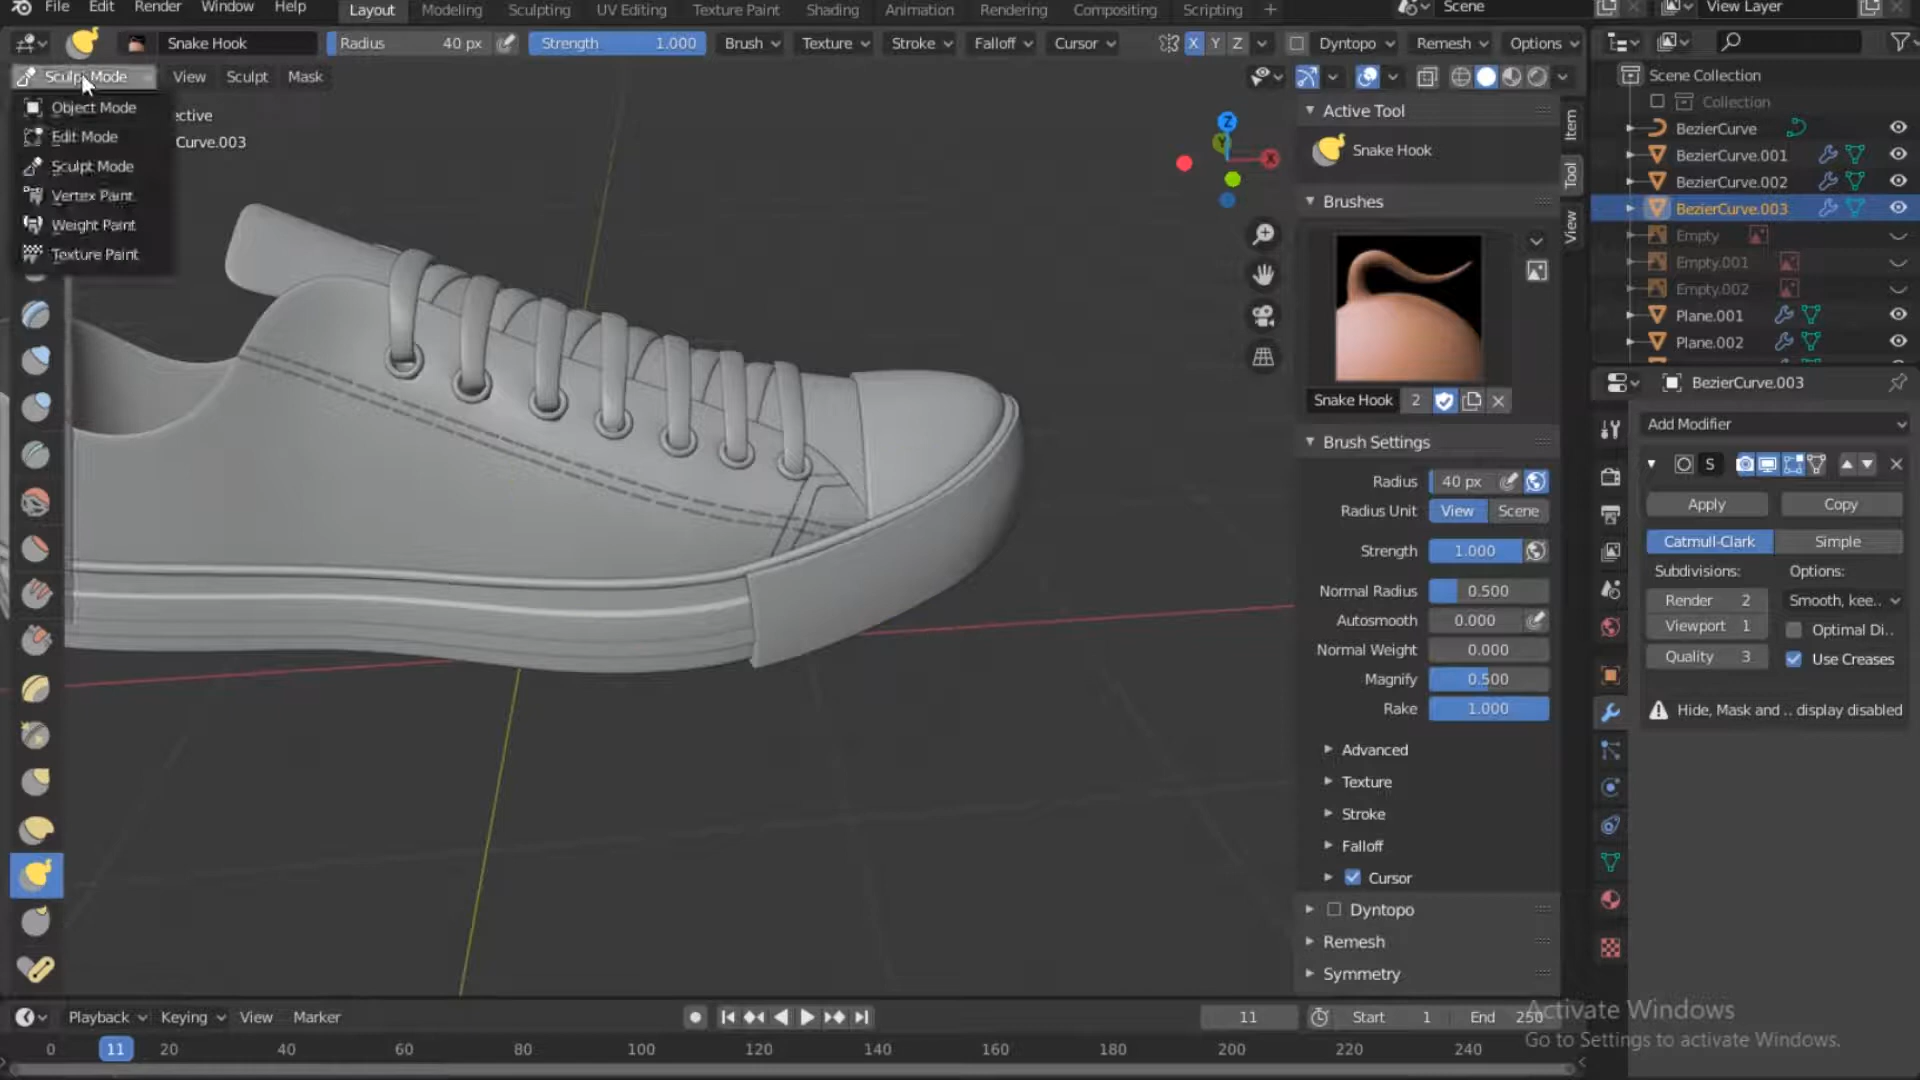 File Edit Render Window Help Layout Modeling Sculpting UV Editing Texture Paint Shading Animation Rendering Compositing Scripting + Scene View Layer
Snake Hook Radius 40 px Strength 1.000 Brush Texture Stroke Falloff Cursor X Y Z Dyntopo Remesh Options
Sculpt Mode View Sculpt Mask
Object Mode
Edit Mode
Sculpt Mode
Vertex Paint
Weight Paint
Texture Paint
ective
Curve.003
Z
Y
X
Active Tool
Snake Hook
Brushes
Snake Hook 2
Brush Settings
Radius 40 px
Radius Unit View Scene
Strength 1.000
Normal Radius 0.500
Autosmooth 0.000
Normal Weight 0.000
Magnify 0.500
Rake 1.000
Advanced
Texture
Stroke
Falloff
Cursor
Dyntopo
Remesh
Symmetry
Item
Tool
View
Scene Collection
Collection
BezierCurve
BezierCurve.001
BezierCurve.002
BezierCurve.003
Empty
Empty.001
Empty.002
Plane.001
Plane.002
BezierCurve.003
Add Modifier
S
Apply Copy
Catmull-Clark Simple
Subdivisions: Options:
Render 2 Smooth, kee..
Viewport 1 Optimal Di..
Quality 3 Use Creases
Hide, Mask and .. display disabled
Playback Keying View Marker 11 Start 1 End 250
0 11 20 40 60 80 100 120 140 160 180 200 220 240
Activate Windows
Go to Settings to activate Windows.